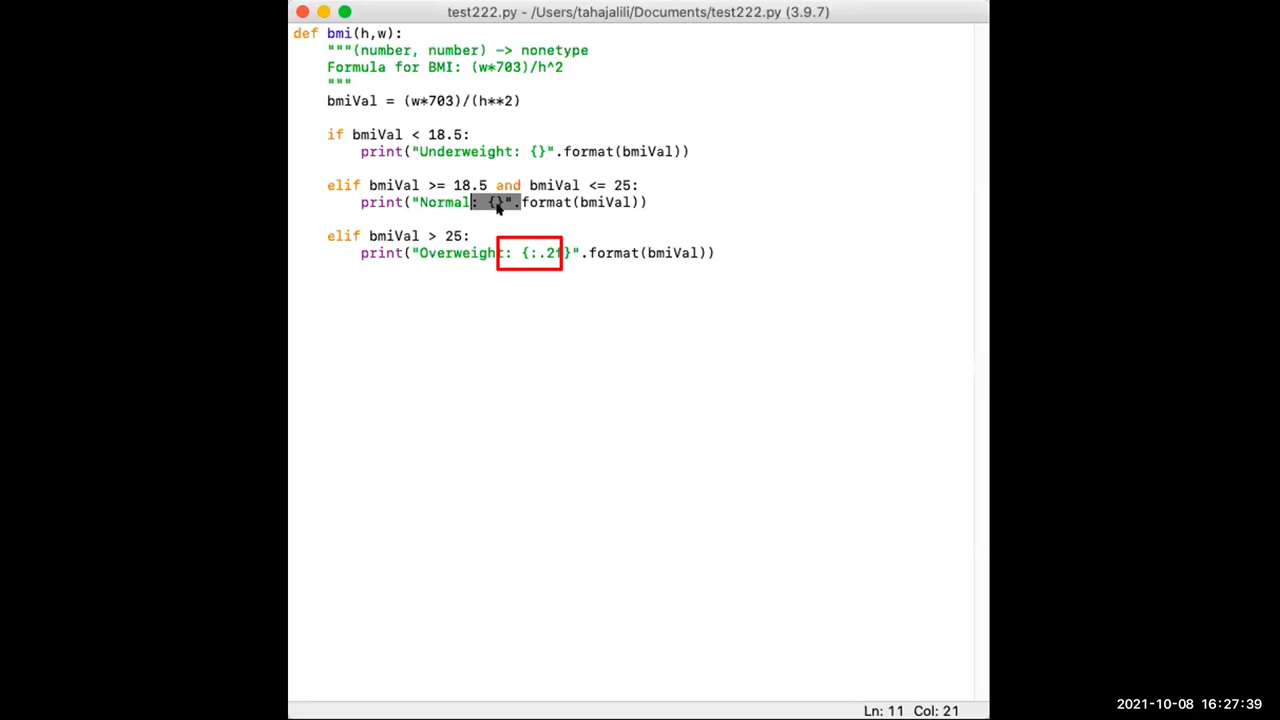 test222.py - /Users/tahajalili/Documents/test222.py (3.9.7)
def bmi(h,w):
    """(number, number) -> nonetype
    Formula for BMI: (w*703)/h^2
    """
    bmiVal = (w*703)/(h**2)
    if bmiVal < 18.5:
        print("Underweight: {}".format(bmiVal))
    elif bmiVal >= 18.5 and bmiVal <= 25:
        print("Normal: {}".format(bmiVal))
    elif bmiVal > 25:
        print("Overweight: {:.2f}".format(bmiVal))
Ln: 11 Col: 21
2021-10-08 16:27:39